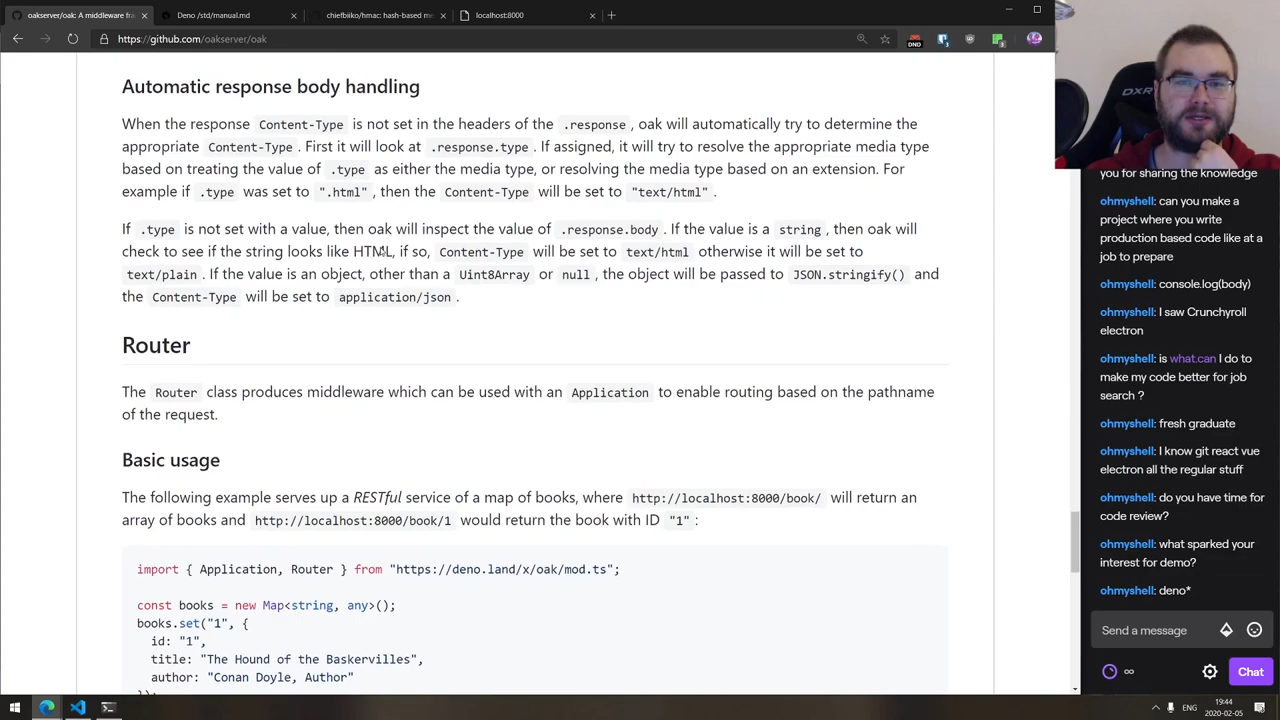 oakserver/oak: A middleware fra
Deno /std/manual.md
chiefbiiko/hmac: hash-based me
localhost:8000
https://github.com/oakserver/oak
DND
3
3
Automatic response body handling
When the response Content-Type is not set in the headers of the .response, oak will automatically try to determine the
appropriate Content-Type. First it will look at .response.type. If assigned, it will try to resolve the appropriate media type
based on treating the value of .type as either the media type, or resolving the media type based on an extension. For
example if .type was set to ".html", then the Content-Type will be set to "text/html".
If .type is not set with a value, then oak will inspect the value of .response.body. If the value is a string, then oak will
check to see if the string looks like HTML, if so, Content-Type will be set to text/html otherwise it will be set to
text/plain. If the value is an object, other than a Uint8Array or null, the object will be passed to JSON.stringify() and
the Content-Type will be set to application/json.
Router
The Router class produces middleware which can be used with an Application to enable routing based on the pathname
of the request.
Basic usage
The following example serves up a RESTful service of a map of books, where http://localhost:8000/book/ will return an
array of books and http://localhost:8000/book/1 would return the book with ID "1":
import { Application, Router } from "https://deno.land/x/oak/mod.ts";
const books = new Map<string, any>();
books.set("1", {
id: "1",
title: "The Hound of the Baskervilles",
author: "Conan Doyle, Author"
});
DXR
you for sharing the knowledge
ohmyshell: can you make a
project where you write
production based code like at a
job to prepare
ohmyshell: console.log(body)
ohmyshell: I saw Crunchyroll
electron
ohmyshell: is what.can I do to
make my code better for job
search ?
ohmyshell: fresh graduate
ohmyshell: I know git react vue
electron all the regular stuff
ohmyshell: do you have time for
code review?
ohmyshell: what sparked your
interest for demo?
ohmyshell: deno*
Send a message
∞
Chat
ENG
19:44
2020-02-05